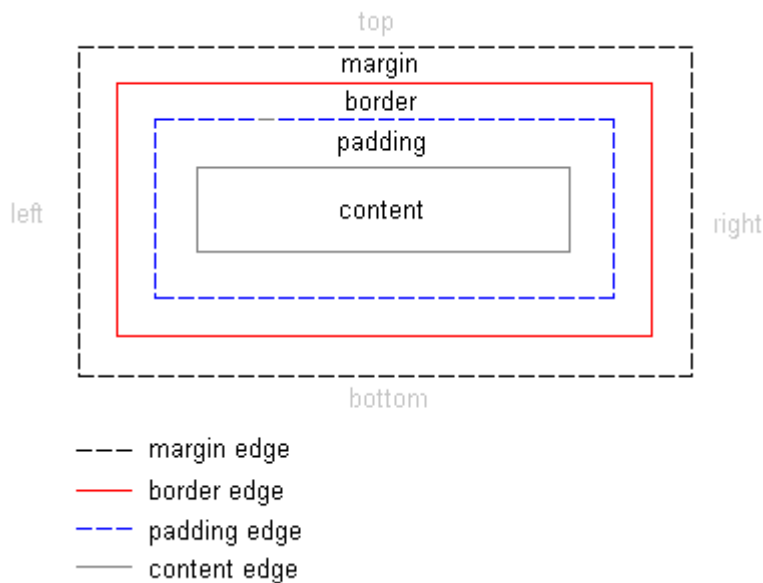 top
margin
border
padding
left
content
right
bottom
margin edge
border edge
padding edge
content edge